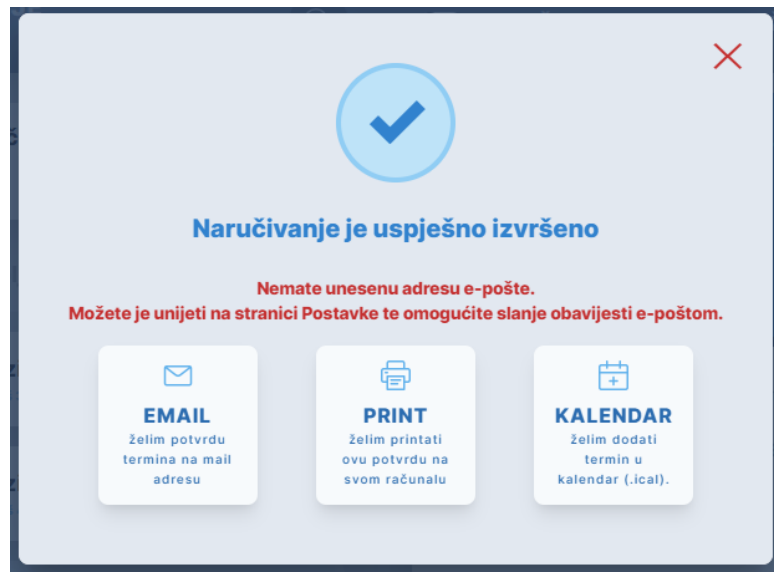 Naručivanje je uspješno izvršeno
Nemate unesenu adresu e-pošte.
Možete je unijeti na stranici Postavke te omogućite slanje obavijesti e-poštom.
EMAIL
želim potvrdu
termina na mail
adresu
PRINT
želim printati
ovu potvrdu na
svom računalu
KALENDAR
želim dodati
termin u
kalendar (.ical).